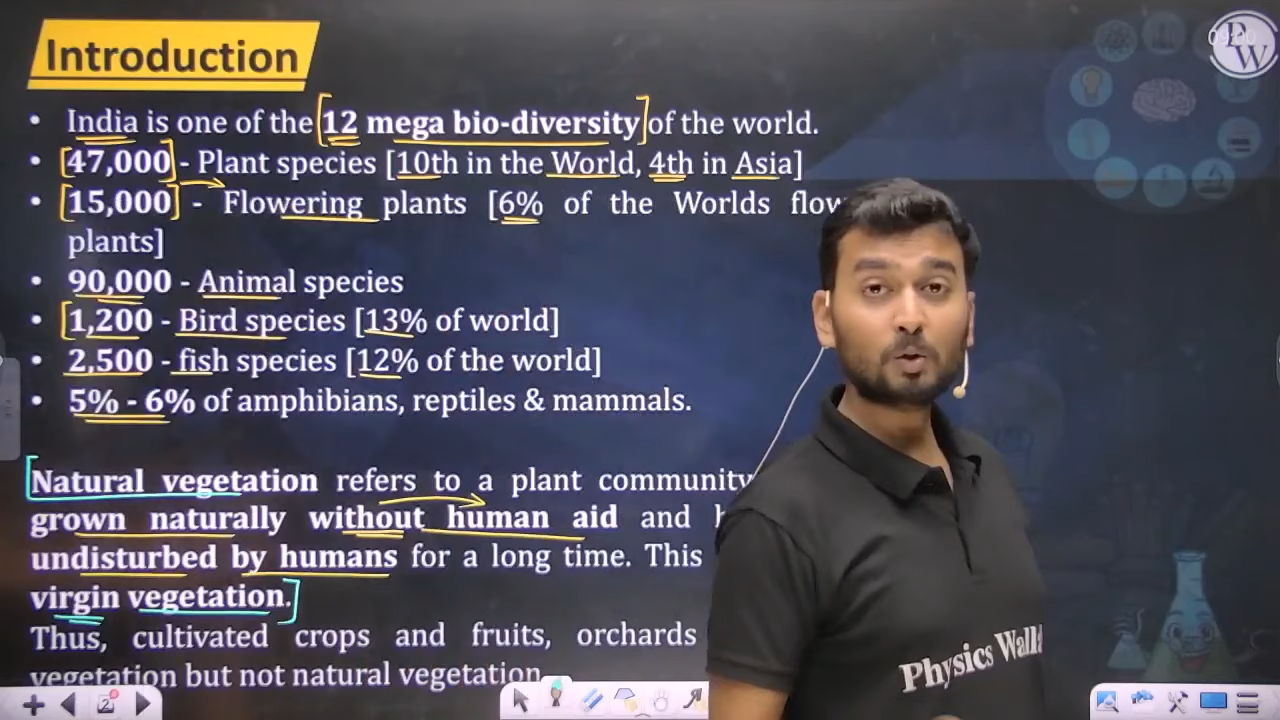 Introduction
09:00
PW
• India is one of the 12 mega bio-diversity of the world.
• 47,000 - Plant species [10th in the World, 4th in Asia]
• 15,000 - Flowering plants [6% of the Worlds
plants]
• 90,000 - Animal species
• 1,200 - Bird species [13% of world]
• 2,500 - fish species [12% of the world]
• 5% - 6% of amphibians, reptiles & mammals.
Natural vegetation refers to a plant community
grown naturally without human aid and
undisturbed by humans for a long time. This
virgin vegetation.
Thus, cultivated crops and fruits, orchards
vegetation but not natural vegetation
Physics
2